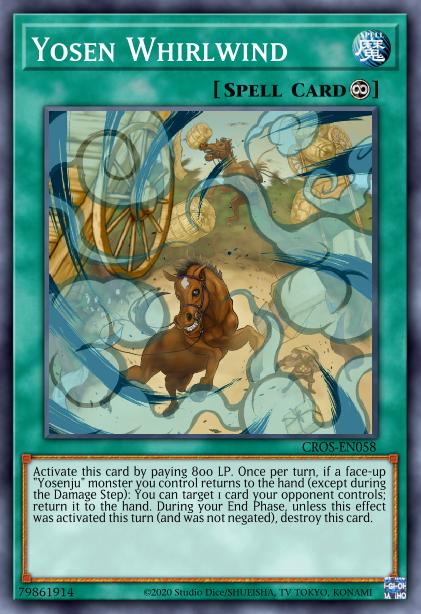 Yosen Whirlwind
SPELL
魔
[Spell Card]
CROS-EN058
Activate this card by paying 800 LP. Once per turn, if a face-up
"Yosenju" monster you control returns to the hand (except during
the Damage Step): You can target 1 card your opponent controls;
return it to the hand. During your End Phase, unless this effect
was activated this turn (and was not negated), destroy this card.
79861914
©2020 Studio Dice/SHUEISHA, TV TOKYO, KONAMI